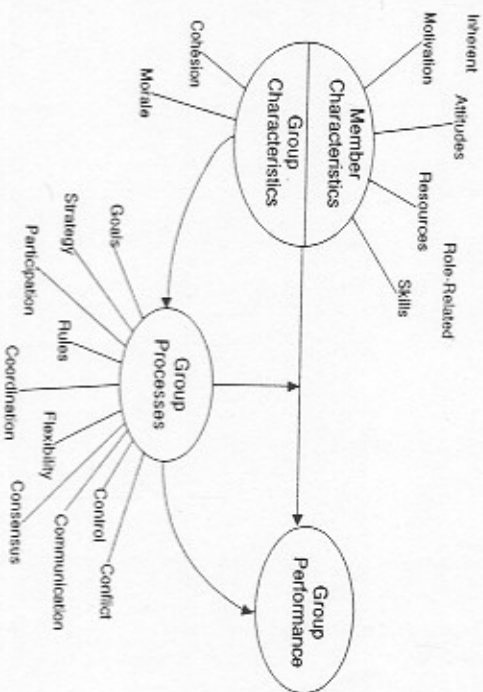 Inherent
Motivation
Attitudes
Resources
Role-Related
Skills
Member
Characteristics
Group
Characteristics
Cohesion
Morale
Goals
Strategy
Participation
Rules
Coordination
Flexibility
Consensus
Communication
Control
Conflict
Group
Processes
Group
Performance